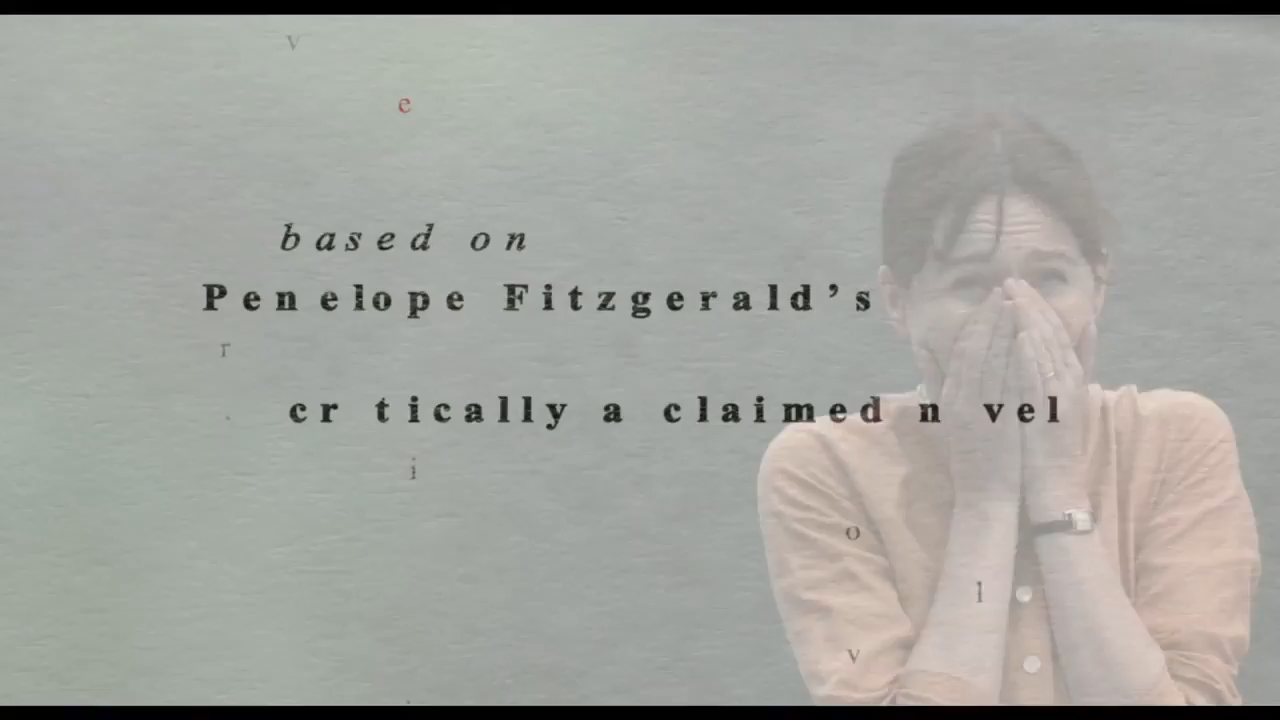 v
e
based on
Penelope Fitzgerald’s
r
cr tically a claimed n vel
i
o
l
v